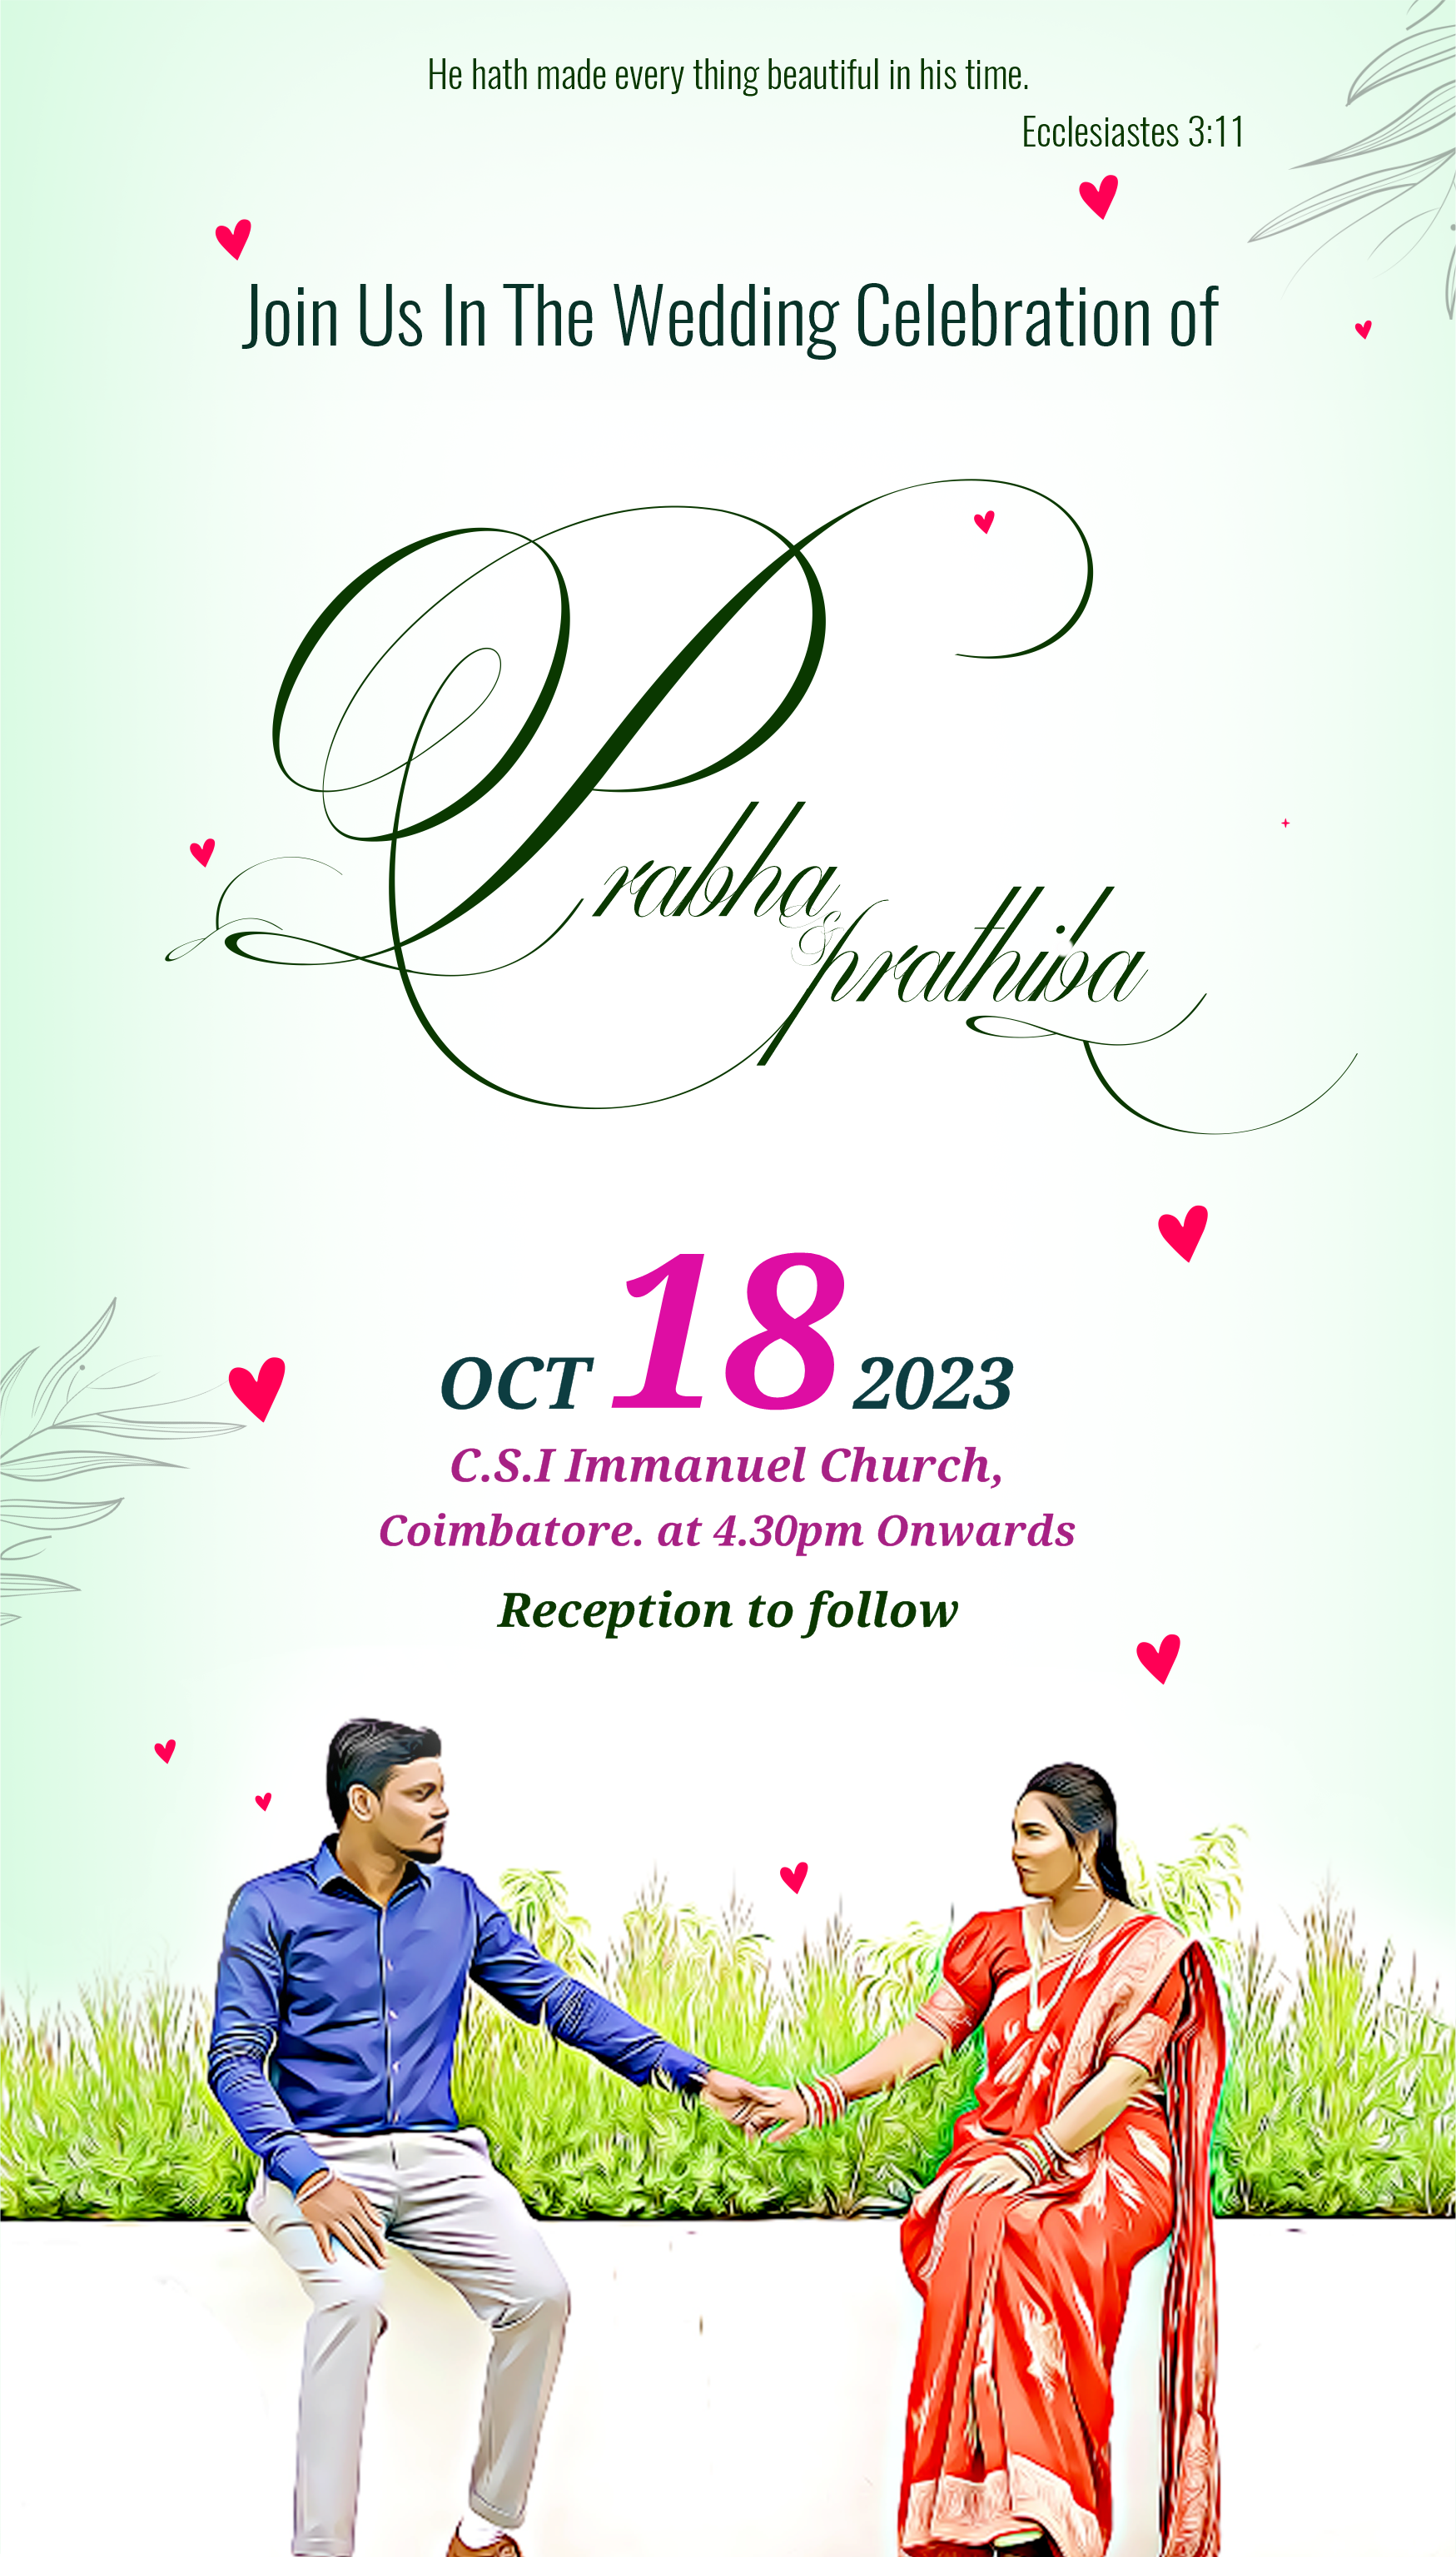 He hath made every thing beautiful in his time.
Ecclesiastes 3:11
Join Us In The Wedding Celebration of
Prabha
&
prathiba
OCT 18 2023
C.S.I Immanuel Church,
Coimbatore. at 4.30pm Onwards
Reception to follow